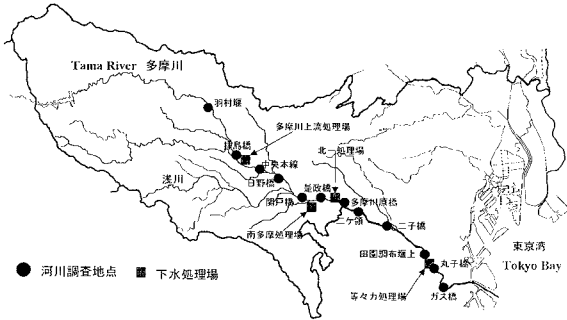 Tama River 多摩川
羽村堰
多摩川上流処理場
拝島橋
北一処理場
中央本線
浅川
日野橋
是政橋
関戸橋
多摩川原橋
二ケ領
二子橋
南多摩処理場
東京湾
田園調布堰上
Tokyo Bay
丸子橋
河川調査地点
下水処理場
等々力処理場
ガス橋